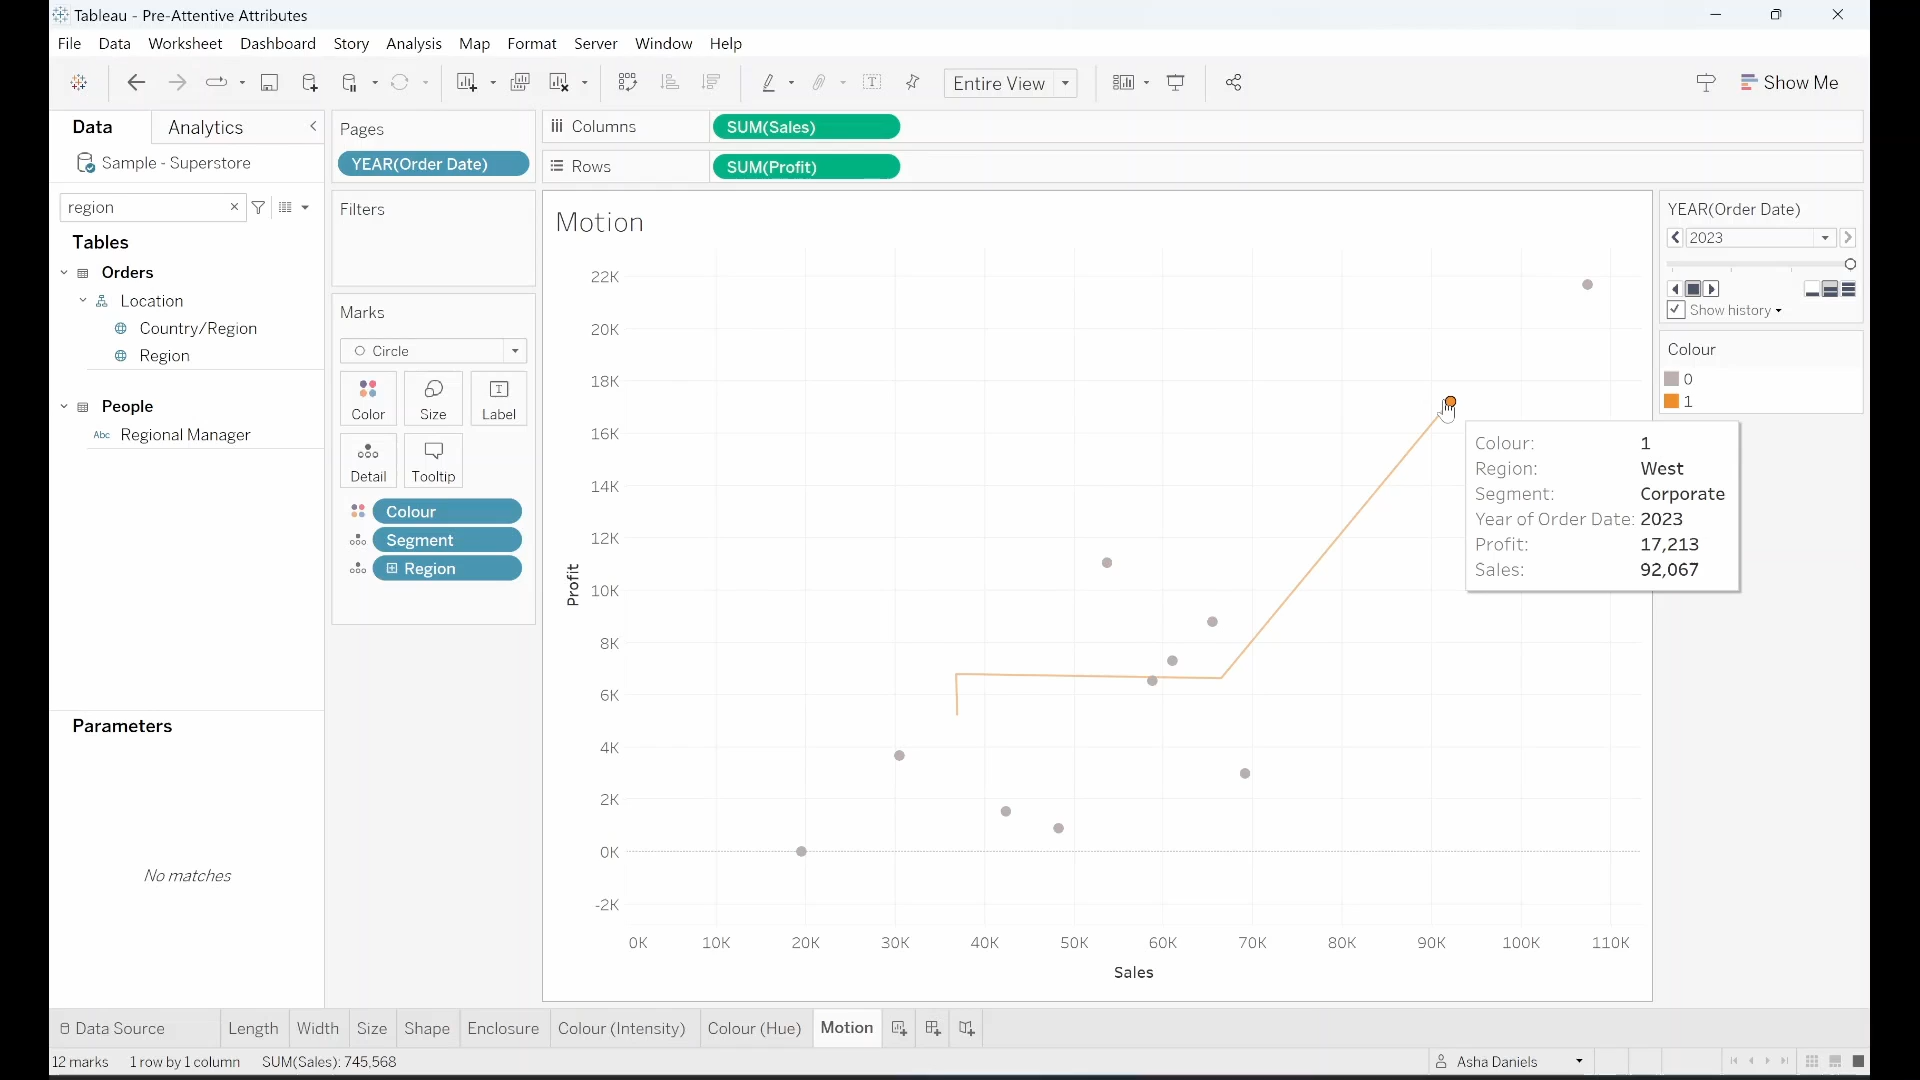 Tableau - Pre-Attentive Attributes
File Data Worksheet Dashboard Story Analysis Map Format Server Window Help
Entire View
Show Me
Data Analytics
Sample - Superstore
region
Tables
Orders
Location
Country/Region
Region
People
Abc Regional Manager
Parameters
No matches
Pages
YEAR(Order Date)
Filters
Marks
Circle
Color Size Label
Detail Tooltip
Colour
Segment
Region
Columns SUM(Sales)
Rows SUM(Profit)
Motion
22K
20K
18K
16K
14K
12K
10K
8K
6K
4K
2K
0K
-2K
Profit
0K 10K 20K 30K 40K 50K 60K 70K 80K 90K 100K 110K
Sales
Colour: 1
Region: West
Segment: Corporate
Year of Order Date: 2023
Profit: 17,213
Sales: 92,067
YEAR(Order Date)
2023
Show history
Colour
0
1
Data Source Length Width Size Shape Enclosure Colour (Intensity) Colour (Hue) Motion
12 marks 1 row by 1 column SUM(Sales): 745,568
Asha Daniels